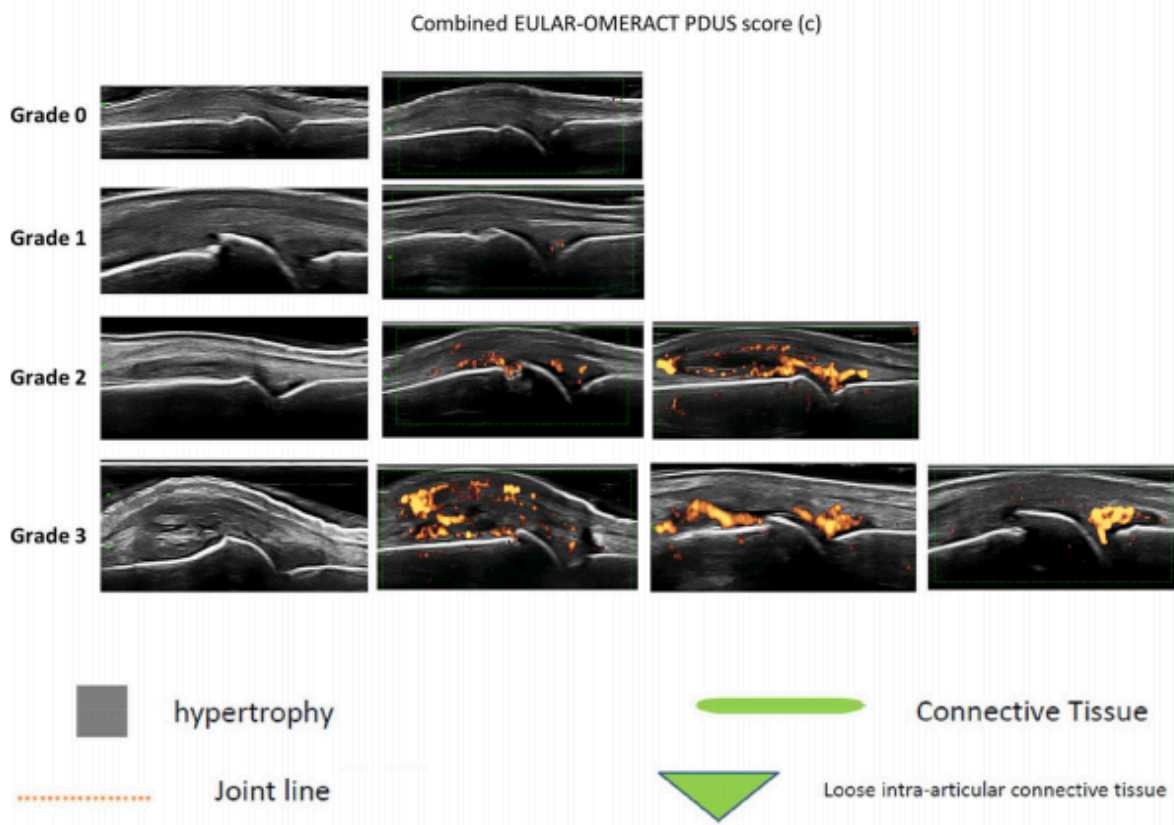 Combined EULAR-OMERACT PDUS score (c)
Grade 0
Grade 1
Grade 2
Grade 3
hypertrophy
Connective Tissue
Joint line
Loose intra-articular connective tissue